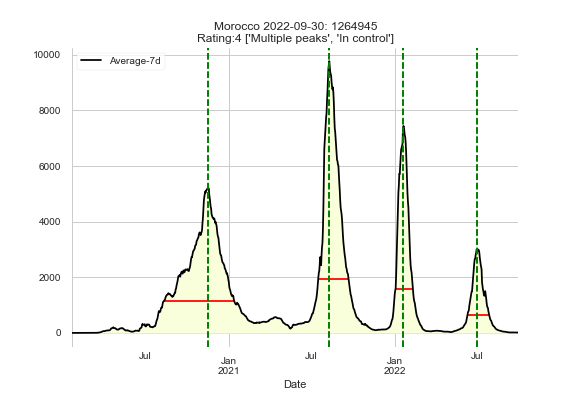 Morocco 2022-09-30: 1264945
Rating:4 ['Multiple peaks', 'In control']
Average-7d
10000
8000
6000
4000
2000
0
Jul
Jan
2021
Jul
Jan
2022
Jul
Date